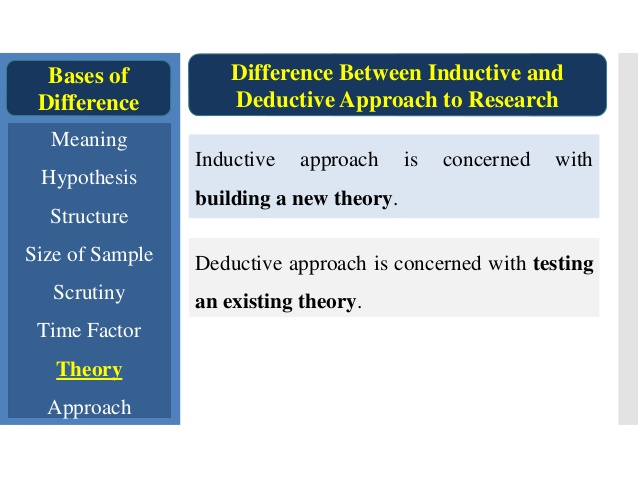 Bases of
Difference
Meaning
Hypothesis
Structure
Size of Sample
Scrutiny
Time Factor
Theory
Approach
Difference Between Inductive and
Deductive Approach to Research
Inductive approach is concerned with
building a new theory.
Deductive approach is concerned with testing
an existing theory.